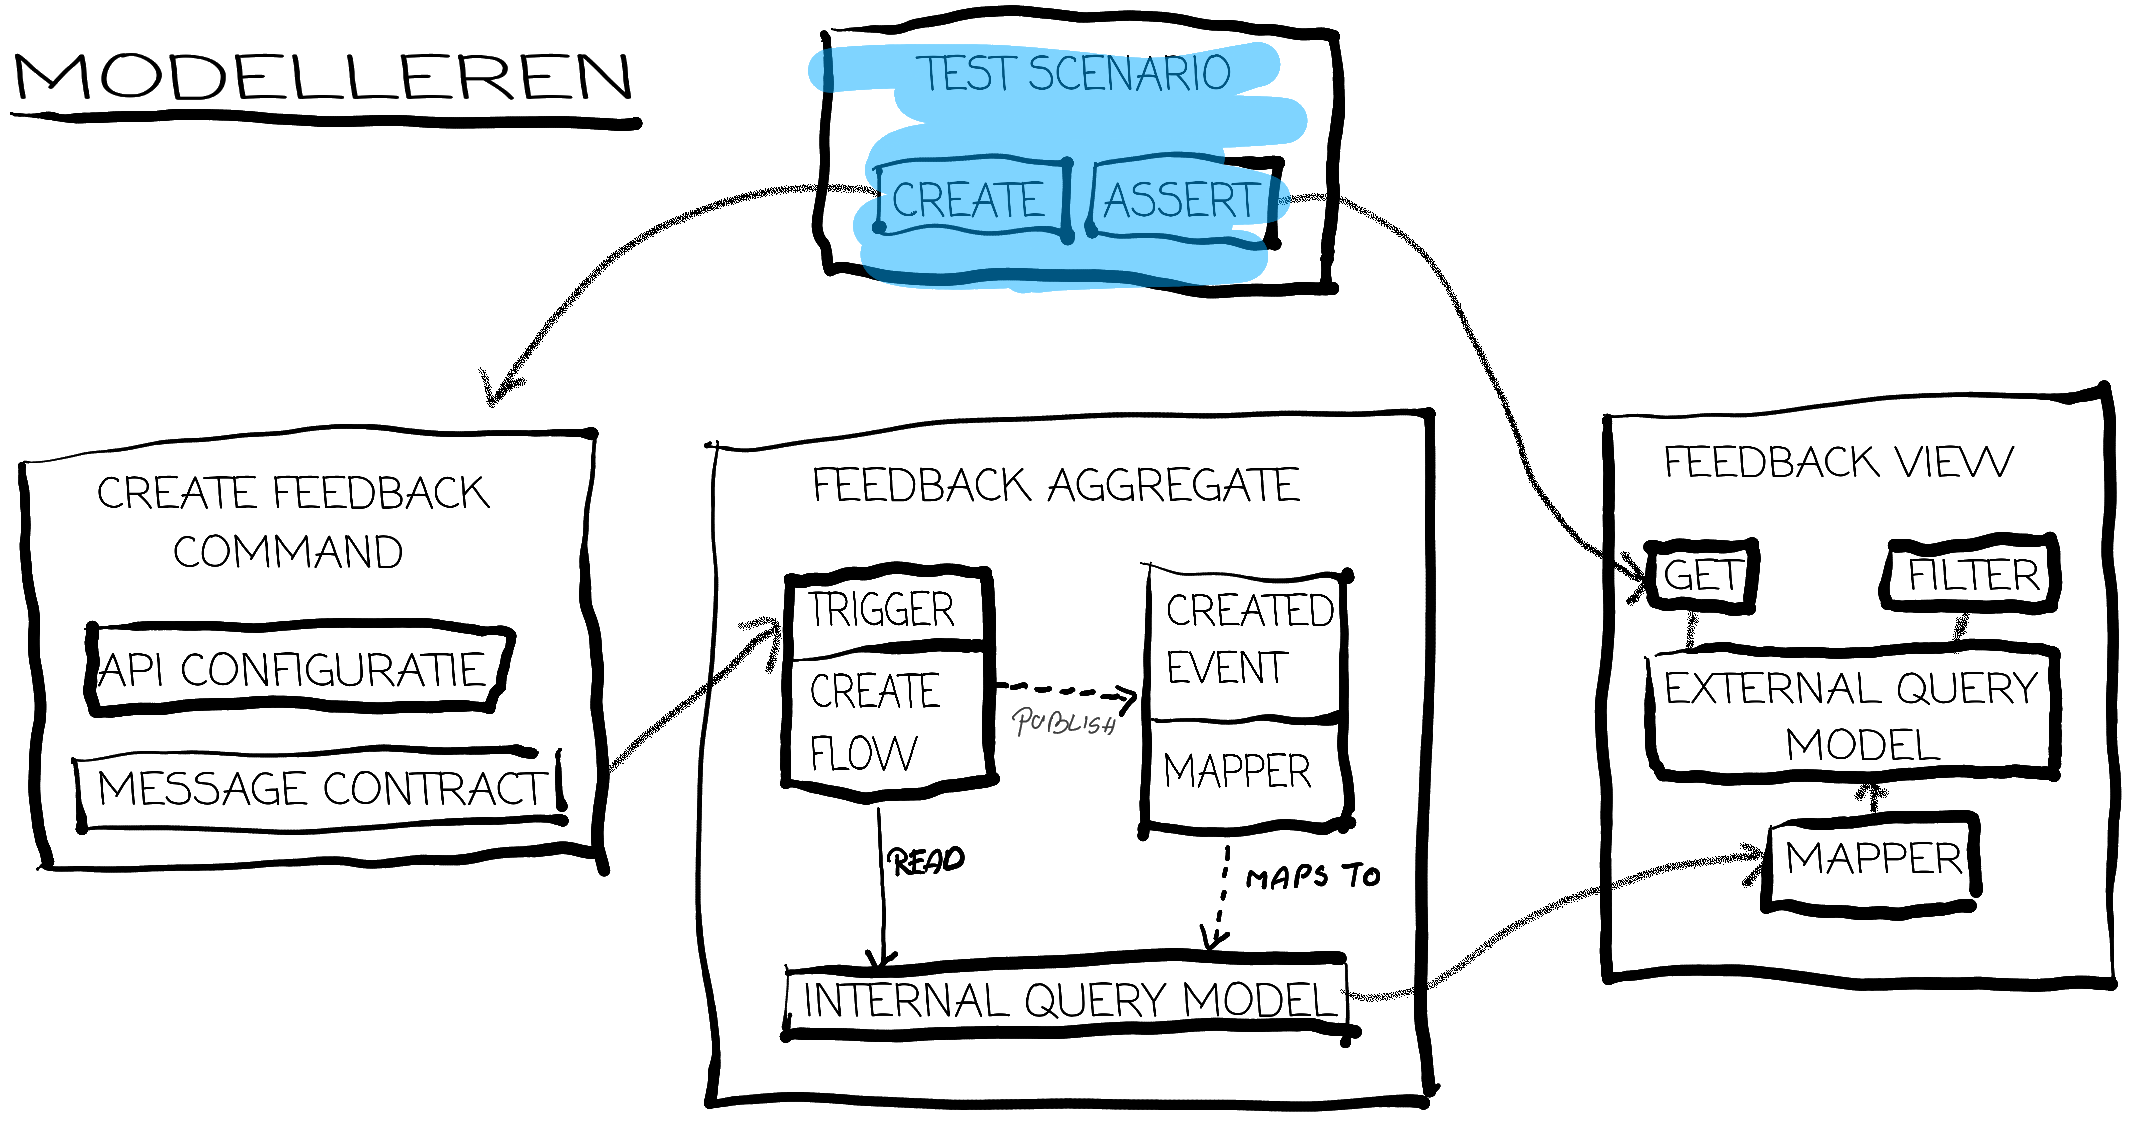 MODELLEREN
TEST SCENARIO
CREATE
ASSERT
CREATE FEEDBACK
COMMAND
API CONFIGURATIE
MESSAGE CONTRACT
FEEDBACK AGGREGATE
TRIGGER
CREATE
FLOW
PUBLISH
CREATED
EVENT
MAPPER
READ
MAPS TO
INTERNAL QUERY MODEL
FEEDBACK VIEW
GET
FILTER
EXTERNAL QUERY
MODEL
MAPPER